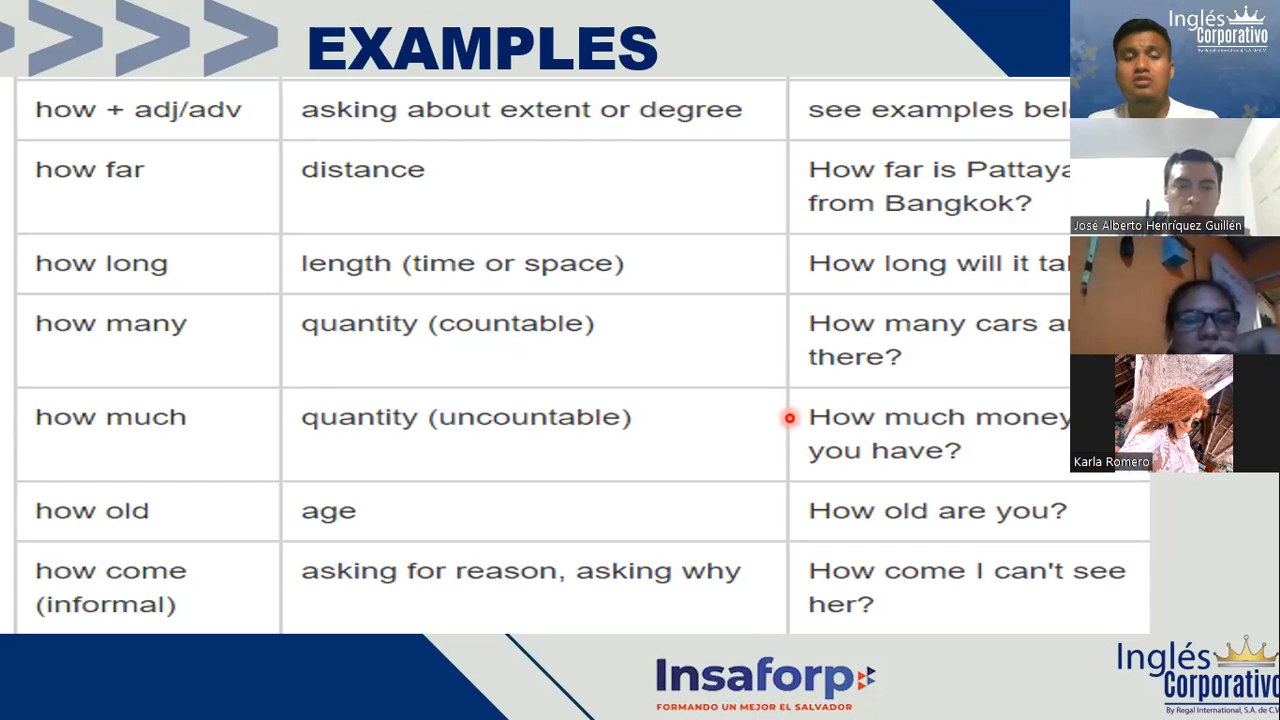 EXAMPLES
how + adj/adv
asking about extent or degree
see examples bel
how far
distance
How far is Pattaya
from Bangkok?
how long
length (time or space)
How long will it ta
how many
quantity (countable)
How many cars a
there?
how much
quantity (uncountable)
How much money
you have?
how old
age
How old are you?
how come
(informal)
asking for reason, asking why
How come I can't see
her?
Inglés
Corporativo
By Regal International, S.A. de C.V.
José Alberto Henríquez Guillén
Karla Romero
Insaforp
FORMANDO UN MEJOR EL SALVADOR
Inglés
Corporativo
By Regal International, S.A. de C.V